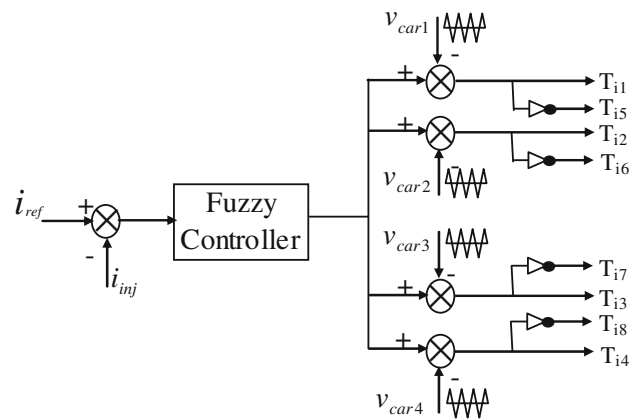 v_car1
-
+
T_i1
T_i5
+
T_i2
-
v_car2
T_i6
i_ref
+
Fuzzy
Controller
-
i_inj
v_car3
-
T_i7
+
T_i3
T_i8
+
T_i4
-
v_car4